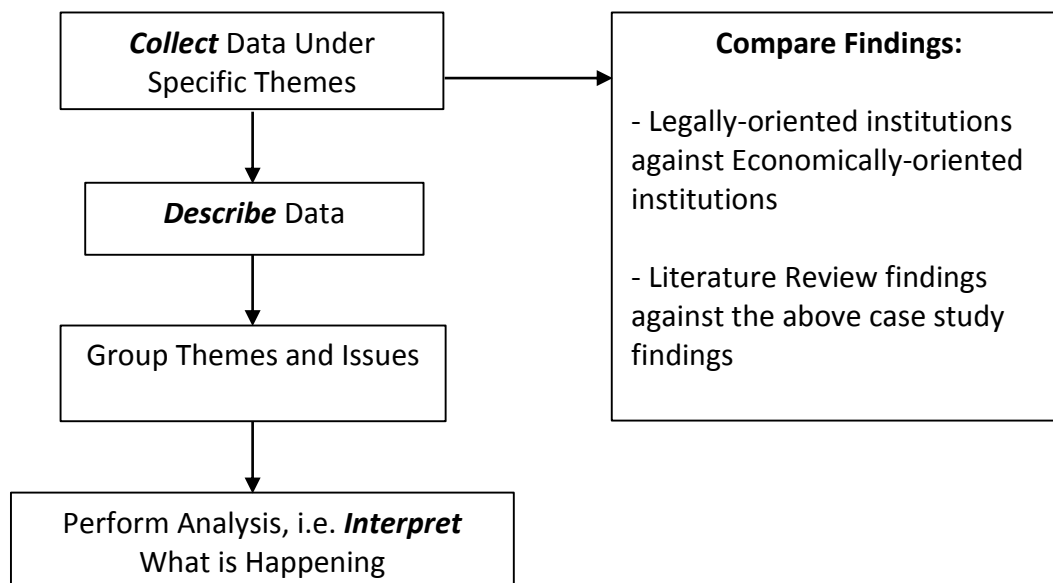 Collect Data Under
Specific Themes
Describe Data
Group Themes and Issues
Perform Analysis, i.e. Interpret
What is Happening
Compare Findings:
- Legally-oriented institutions
against Economically-oriented
institutions
- Literature Review findings
against the above case study
findings